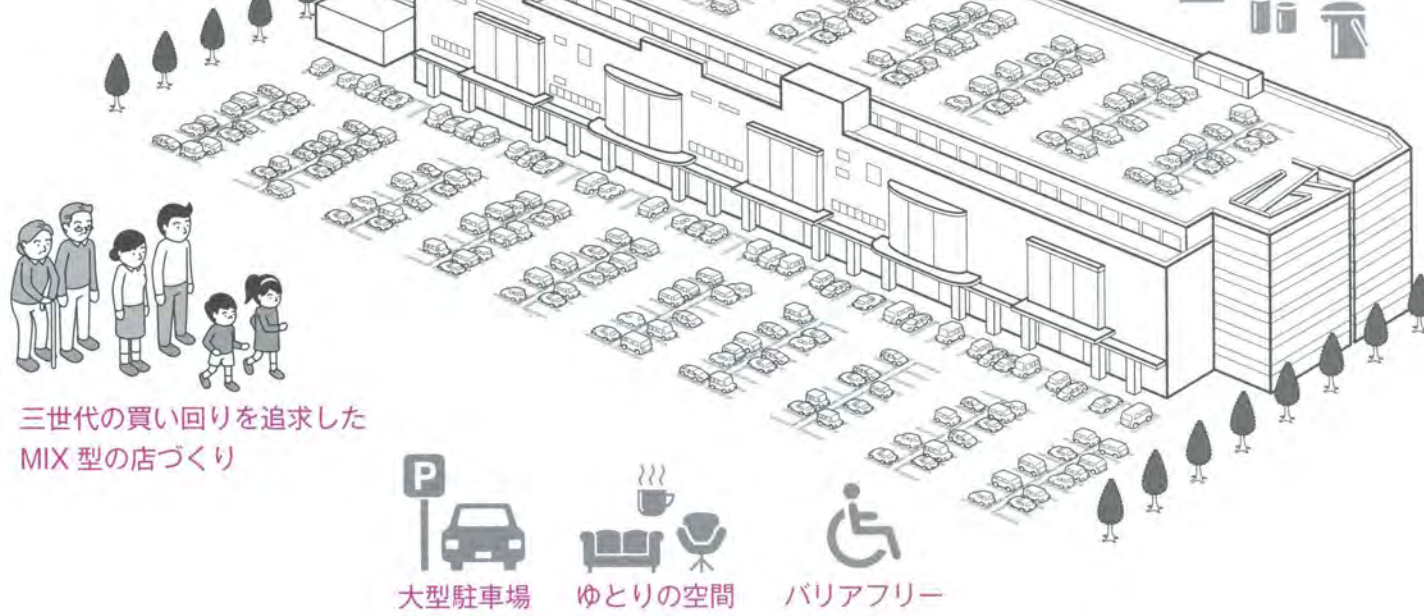 三世代の買い回りを追求した
MIX 型の店づくり
P
大型駐車場
ゆとりの空間
バリアフリー